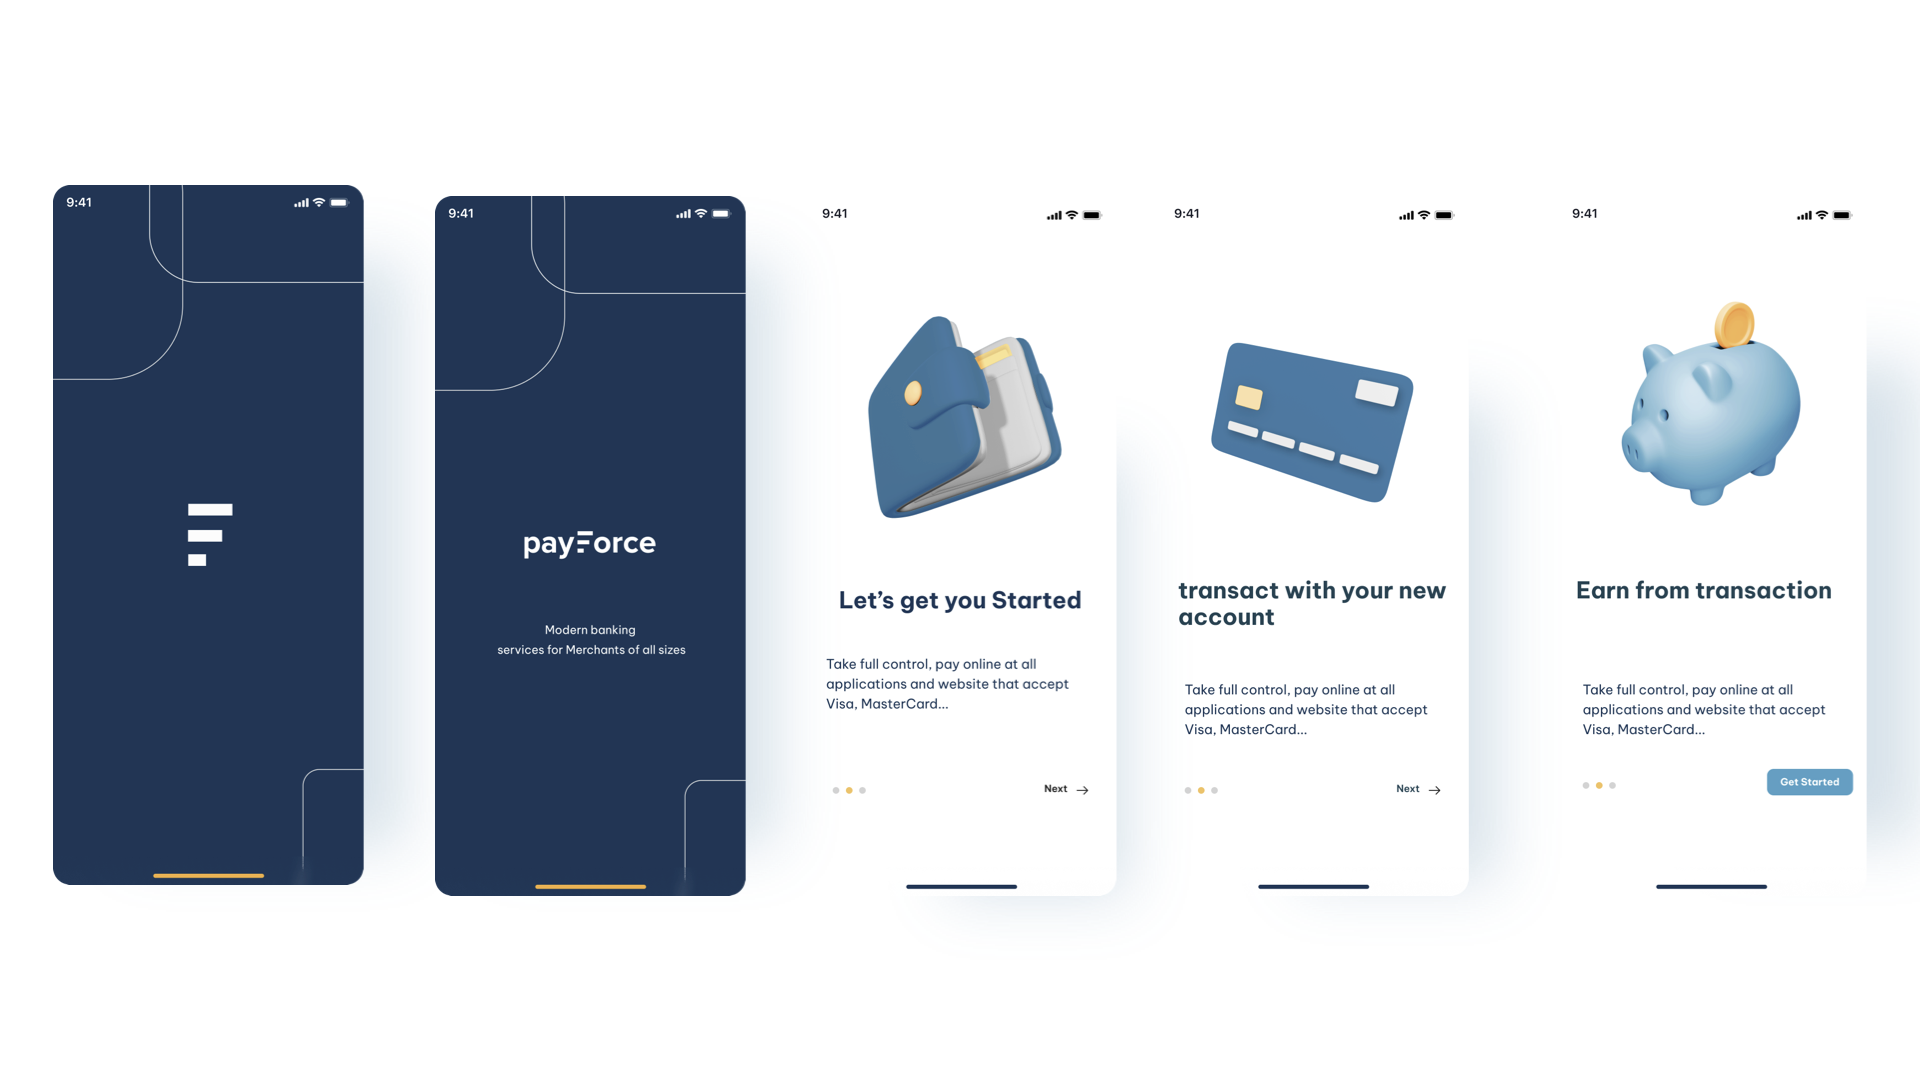 9:41
9:41
payForce
Modern banking
services for Merchants of all sizes
9:41
Let’s get you Started
Take full control, pay online at all
applications and website that accept
Visa, MasterCard...
Next
9:41
transact with your new
account
Take full control, pay online at all
applications and website that accept
Visa, MasterCard...
Next
9:41
Earn from transaction
Take full control, pay online at all
applications and website that accept
Visa, MasterCard...
Get Started